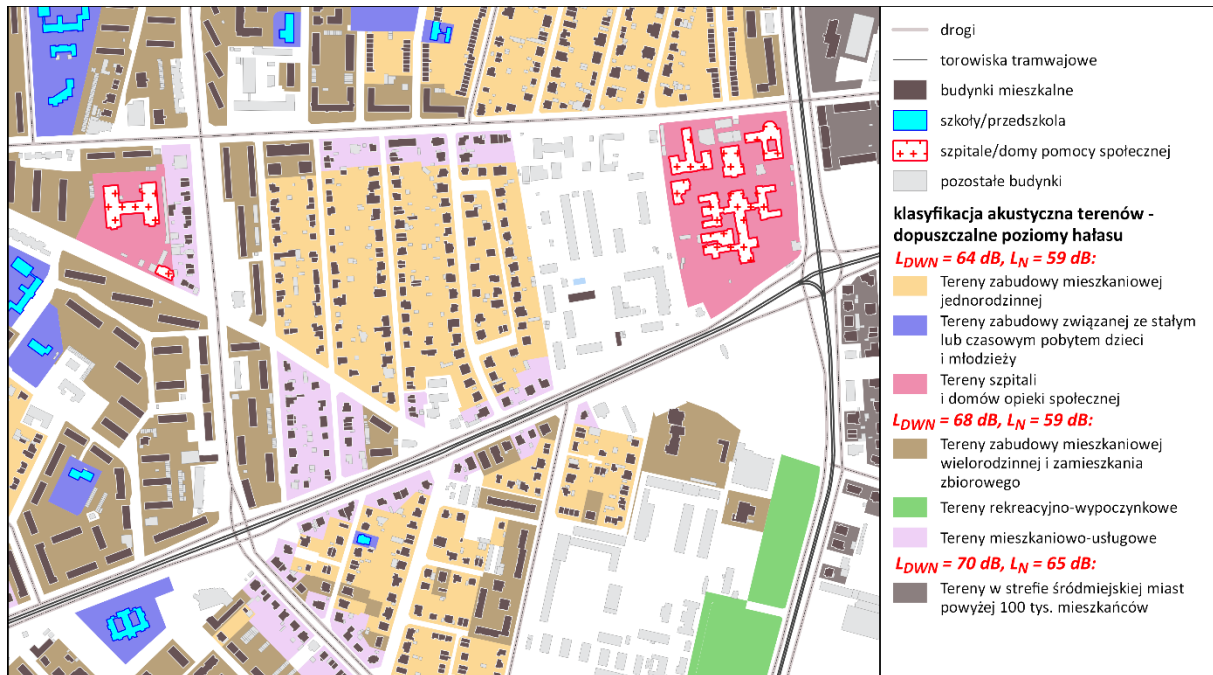 drogi
torowiska tramwajowe
budynki mieszkalne
szkoły/przedszkola
szpitale/domy pomocy społecznej
pozostałe budynki
klasyfikacja akustyczna terenów -
dopuszczalne poziomy hałasu
LDWN = 64 dB, LN = 59 dB:
Tereny zabudowy mieszkaniowej
jednorodzinnej
Tereny zabudowy związanej ze stałym
lub czasowym pobytem dzieci
i młodzieży
Tereny szpitali
i domów opieki społecznej
LDWN = 68 dB, LN = 59 dB:
Tereny zabudowy mieszkaniowej
wielorodzinnej i zamieszkania
zbiorowego
Tereny rekreacyjno-wypoczynkowe
Tereny mieszkaniowo-usługowe
LDWN = 70 dB, LN = 65 dB:
Tereny w strefie śródmiejskiej miast
powyżej 100 tys. mieszkańców